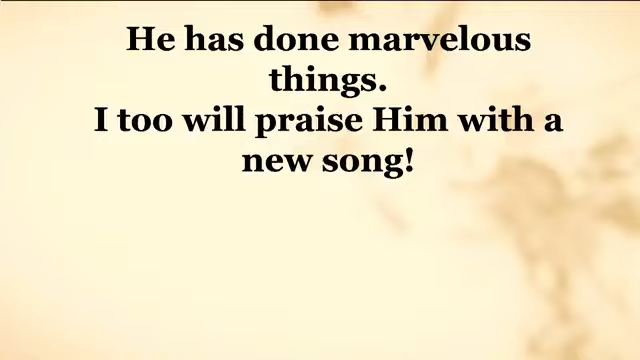 He has done marvelous
things.
I too will praise Him with a
new song!